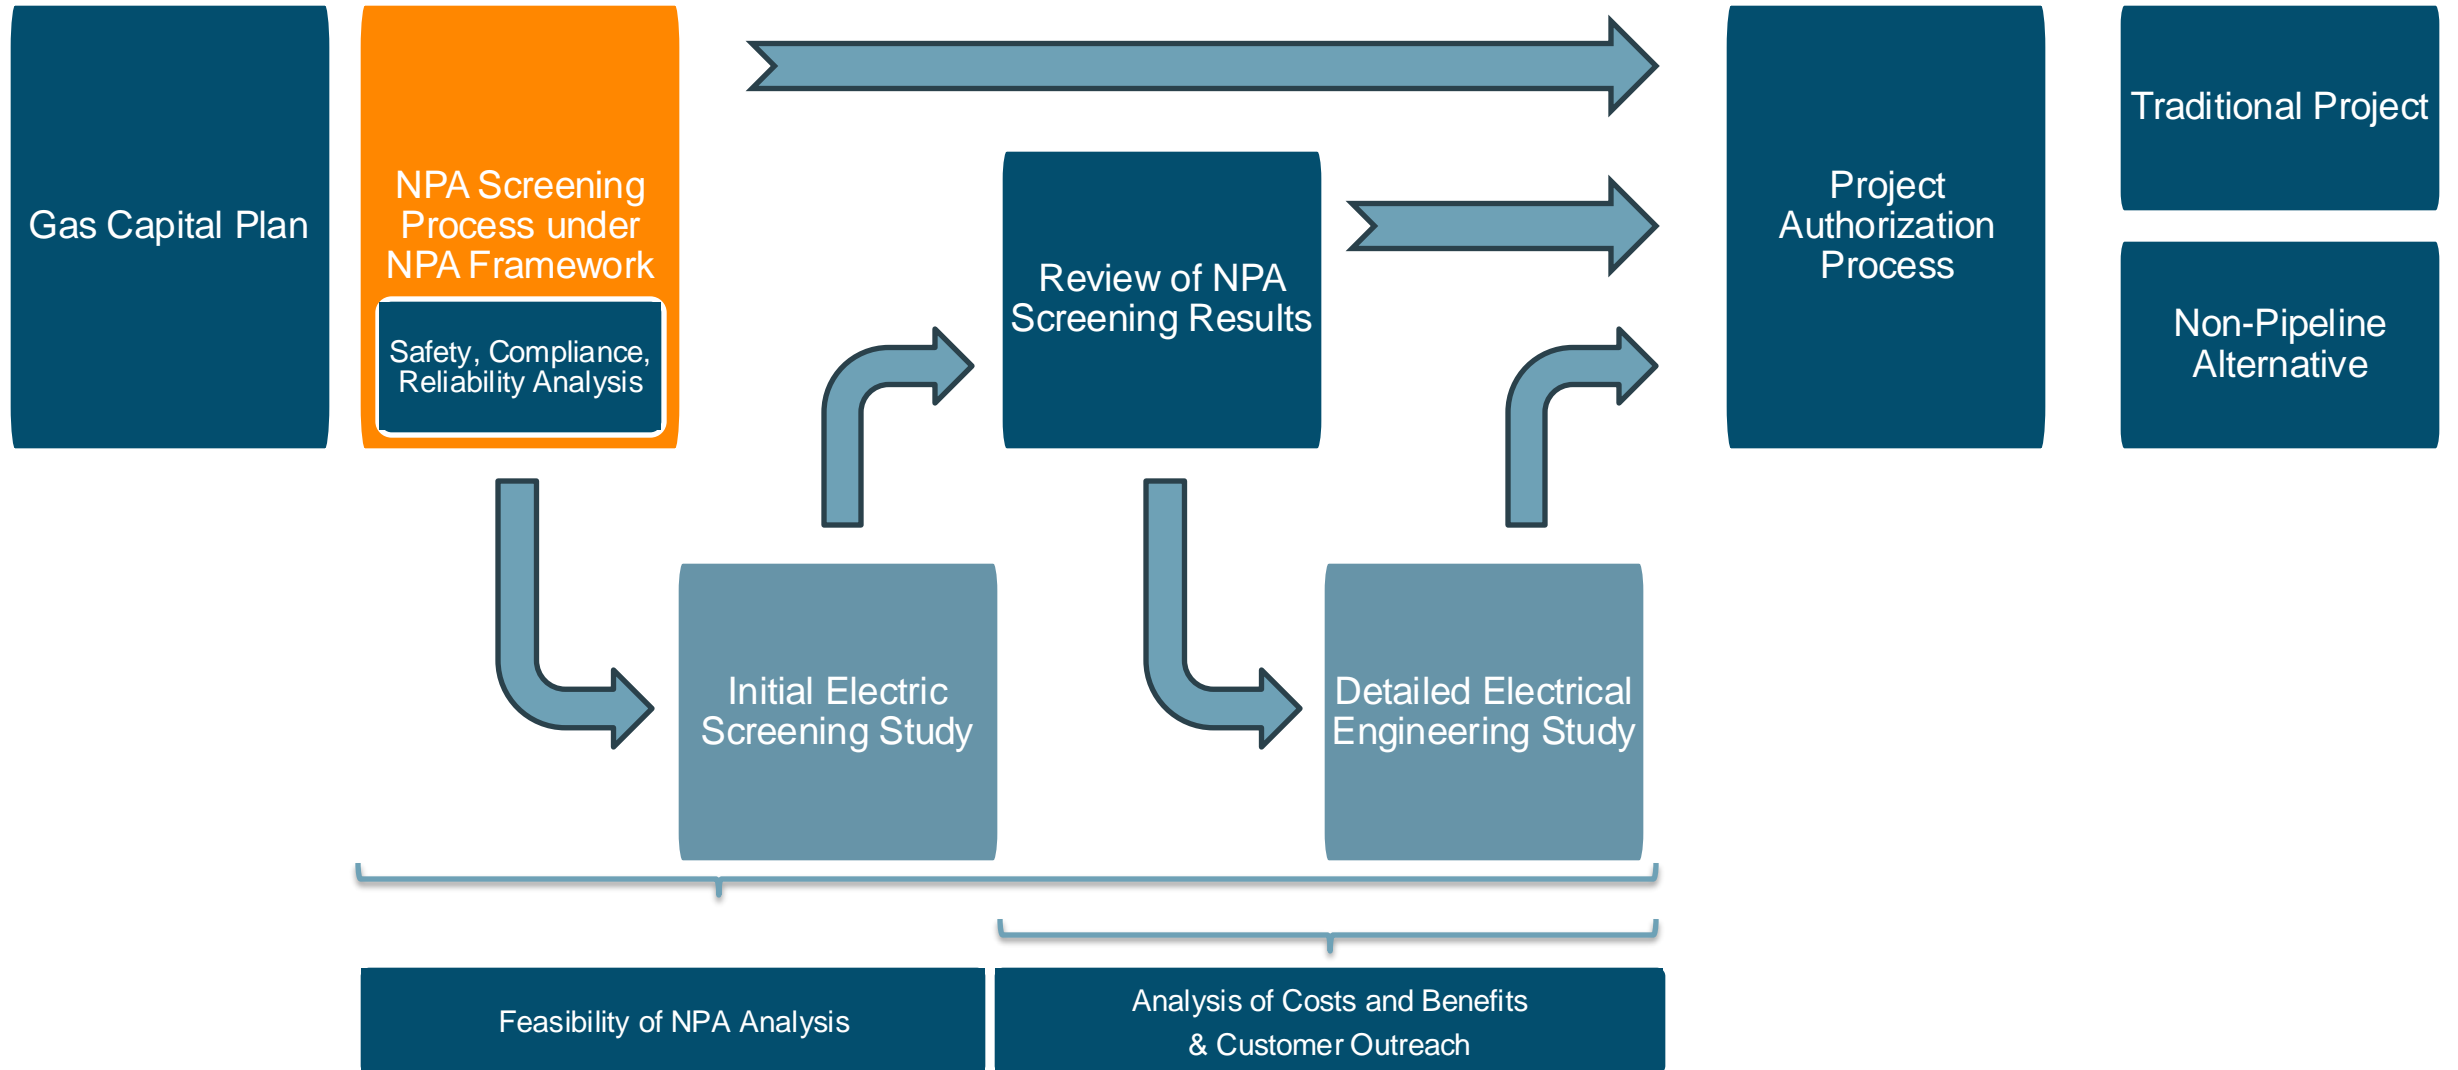 Gas Capital Plan
NPA Screening
Process under
NPA Framework
Safety, Compliance,
Reliability Analysis
Initial Electric
Screening Study
Review of NPA
Screening Results
Detailed Electrical
Engineering Study
Project
Authorization
Process
Traditional Project
Non-Pipeline
Alternative
Feasibility of NPA Analysis
Analysis of Costs and Benefits
& Customer Outreach